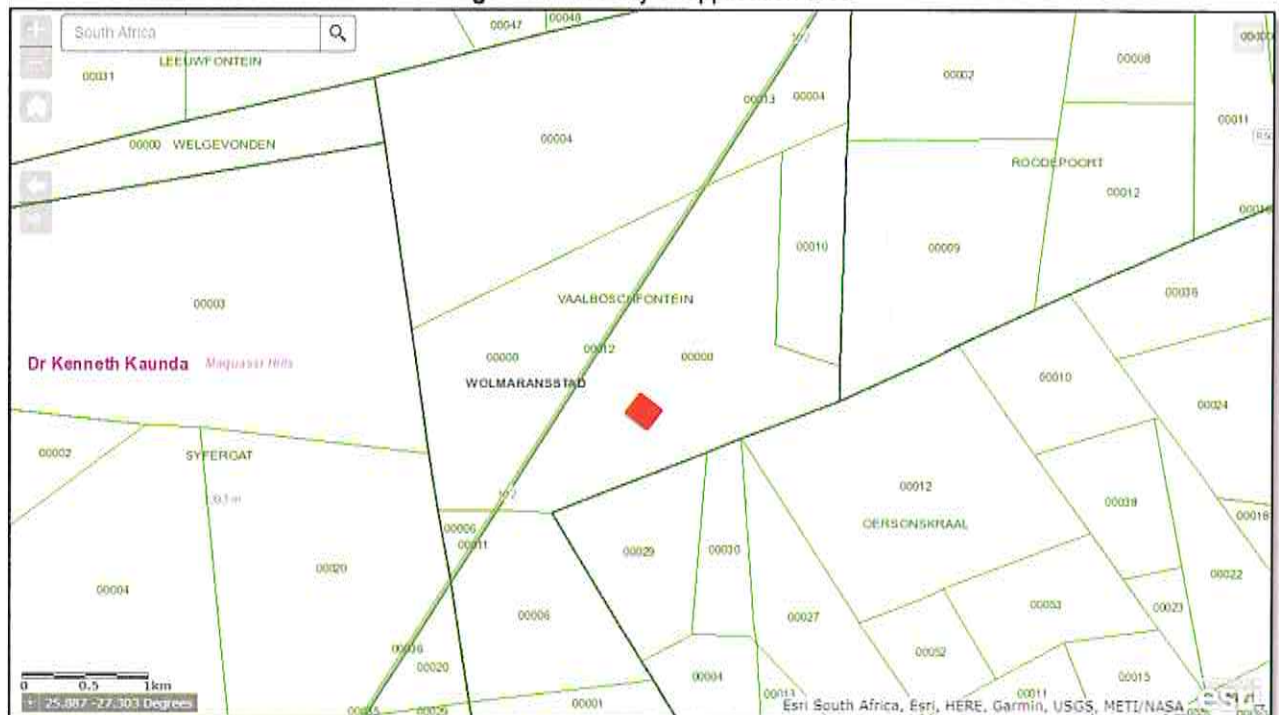 South Africa
00047
00048
LEEUWFONTEIN
00031
00000 WELGEVONDEN
00004
00013
00004
00002
00008
00011
ROODEPOORT
00012
00009
00010
00003
VAALBOSCHFONTEIN
00000
00012
00000
WOLMARANSSTAD
Dr Kenneth Kaunda
Maquassi Hills
00036
00010
00024
00002
SYFERGAT
00012
OERSONSKRAAL
00039
00018
00006
00011
00029
00030
00020
00004
00006
00027
00022
00053
00023
00052
00020
00004
00015
00011
00001
0 0.5 1km
25.887 -27.303 Degrees
Esri South Africa, Esri, HERE, Garmin, USGS, METI/NASA
esri